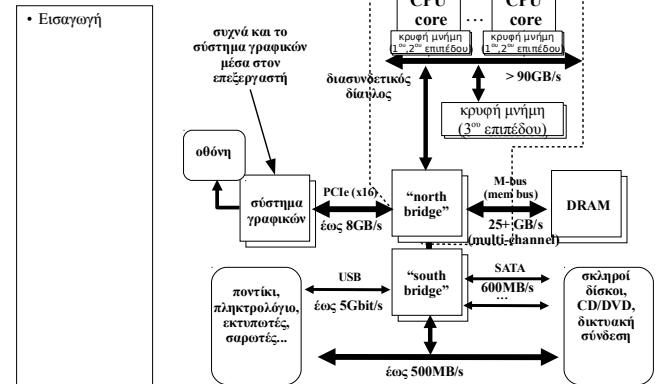 • Εισαγωγή
συχνά και το
σύστημα γραφικών
μέσα στον
επεξεργαστή
CPU
core
...
CPU
core
κρυφή μνήμη
(1ου,2ου επιπέδου)
κρυφή μνήμη
(1ου,2ου επιπέδου)
διασυνδετικός
δίαυλος
> 90GB/s
κρυφή μνήμη
(3ου επιπέδου)
οθόνη
σύστημα
γραφικών
PCIe (x16)
έως 8GB/s
“north
bridge”
M-bus
(mem bus)
25+ GB/s
(multi-channel)
DRAM
ποντίκι,
πληκτρολόγιο,
εκτυπωτές,
σαρωτές...
USB
έως 5Gbit/s
“south
bridge”
SATA
600MB/s
...
σκληροί
δίσκοι,
CD/DVD,
δικτυακή
σύνδεση
έως 500MB/s